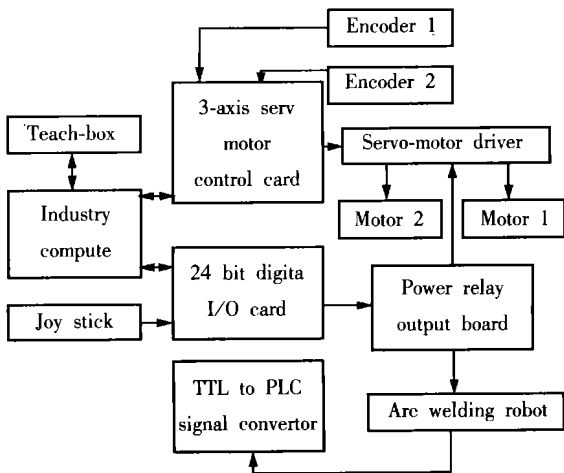 Encoder 1
Encoder 2
3-axis serv
motor
control card
Teach-box
Servo-motor driver
Industry
compute
Motor 2
Motor 1
24 bit digita
I/O card
Power relay
output board
Joy stick
TTL to PLC
signal convertor
Arc welding robot